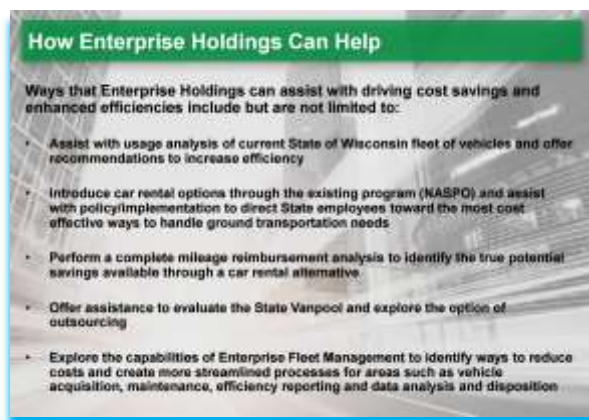 How Enterprise Holdings Can Help
Ways that Enterprise Holdings can assist with driving cost savings and
enhanced efficiencies include but are not limited to:
• Assist with usage analysis of current State of Wisconsin fleet of vehicles and offer
recommendations to increase efficiency
• Introduce car rental options through the existing program (NASPO) and assist
with policy/implementation to direct State employees toward the most cost
effective ways to handle ground transportation needs
• Perform a complete mileage reimbursement analysis to identify the true potential
savings available through a car rental alternative
• Offer assistance to evaluate the State Vanpool and explore the option of
outsourcing
• Explore the capabilities of Enterprise Fleet Management to identify ways to reduce
costs and create more streamlined processes for areas such as vehicle
acquisition, maintenance, efficiency reporting and data analysis and disposition